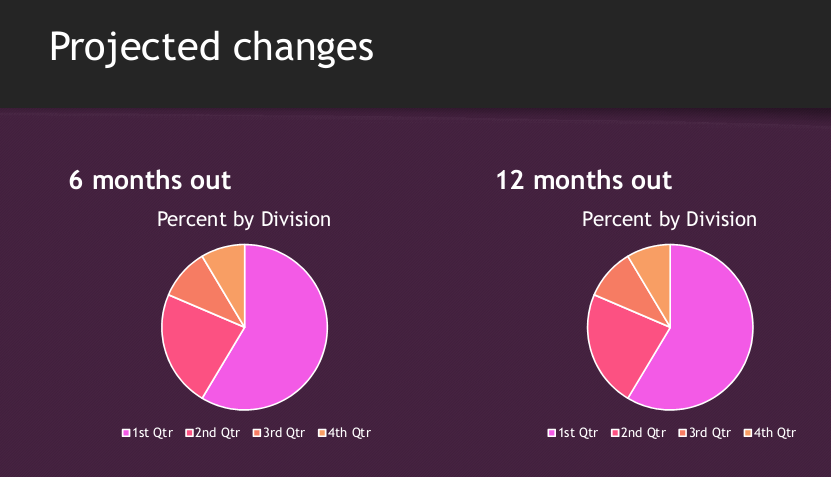 Projected changes
6 months out
Percent by Division
1st Qtr 2nd Qtr 3rd Qtr 4th Qtr
12 months out
Percent by Division
1st Qtr 2nd Qtr 3rd Qtr 4th Qtr